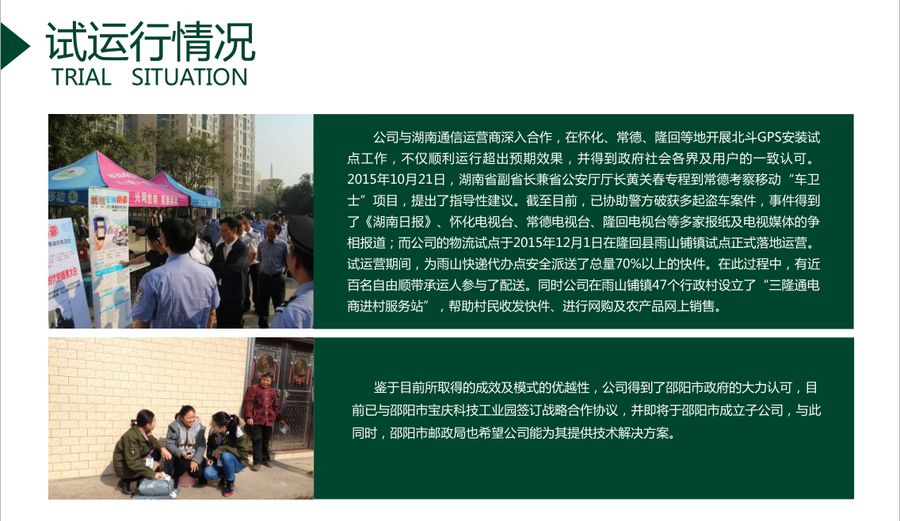 试运行情况
TRIAL SITUATION
公司与湖南通信运营商深入合作，在怀化、常德、隆回等地开展北斗GPS安装试
点工作，不仅顺利运行超出预期效果，并得到政府社会各界及用户的一致认可。
2015年10月21日，湖南省副省长兼省公安厅厅长黄关春专程到常德考察移动“车卫
士”项目，提出了指导性建议。截至目前，已协助警方破获多起盗车案件，事件得到
了《湖南日报》、怀化电视台、常德电视台、隆回电视台等多家报纸及电视媒体的争
相报道；而公司的物流试点于2015年12月1日在隆回县雨山铺镇试点正式落地运营。
试运营期间，为雨山快递代办点安全派送了总量70%以上的快件。在此过程中，有近
百名自由顺带承运人参与了配送。同时公司在雨山铺镇47个行政村设立了“三隆通电
商进村服务站”，帮助村民收发快件、进行网购及农产品网上销售。
鉴于目前所取得的成效及模式的优越性，公司得到了邵阳市政府的大力认可，目
前已与邵阳市宝庆科技工业园签订战略合作协议，并即将于邵阳市成立子公司，与此
同时，邵阳市邮政局也希望公司能为其提供技术解决方案。